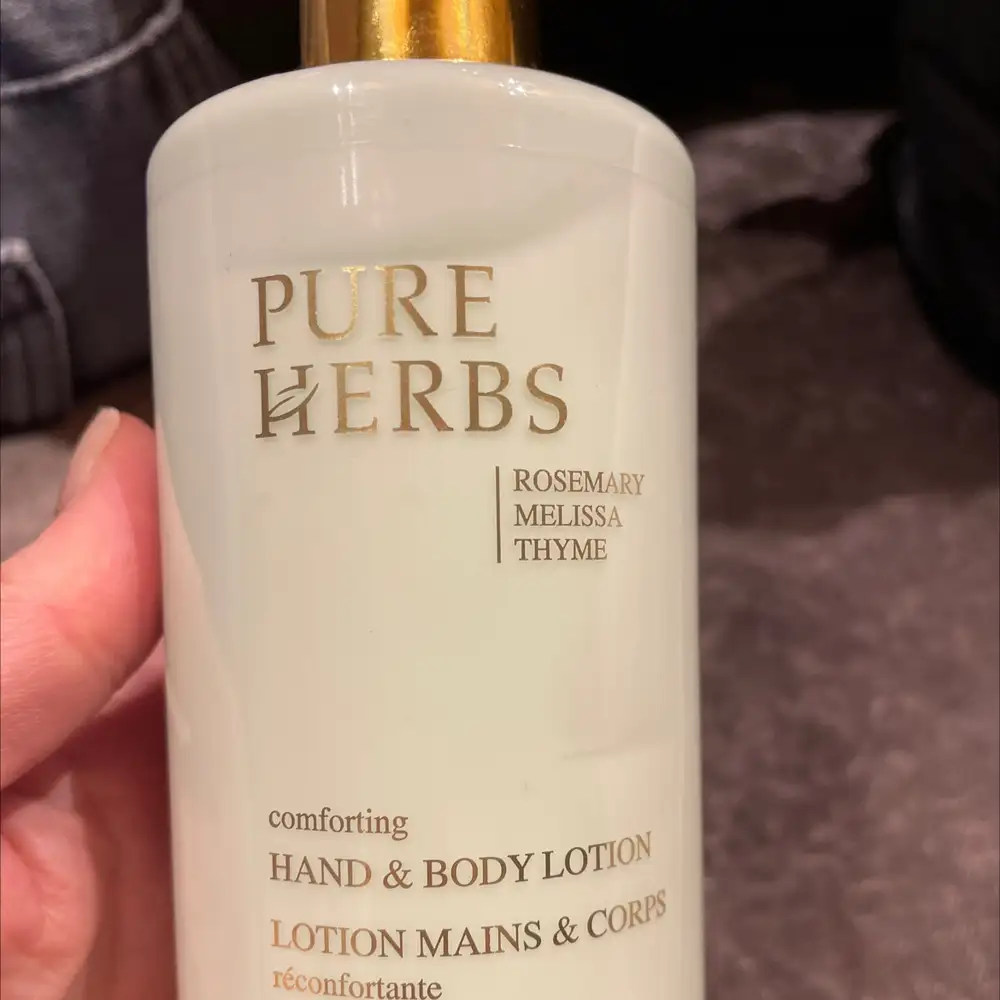 PURE
HERBS
ROSEMARY
MELISSA
THYME
comforting
HAND & BODY LOTION
LOTION MAINS & CORPS
réconfortante